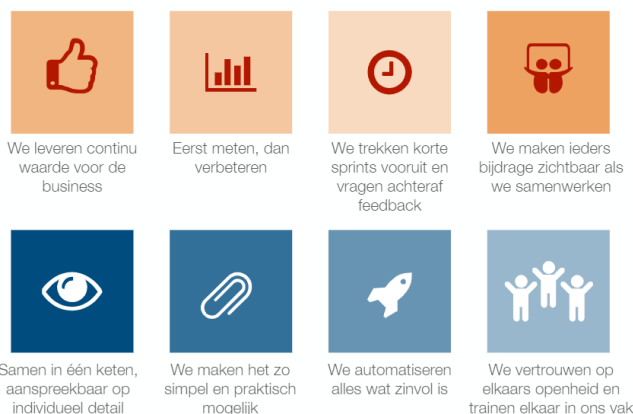 We leveren continu
waarde voor de
business
Eerst meten, dan
verbeteren
We trekken korte
sprints vooruit en
vragen achteraf
feedback
We maken ieders
bijdrage zichtbaar als
we samenwerken
Samen in één keten,
aanspreekbaar op
individueel detail
We maken het zo
simpel en praktisch
mogelijk
We automatiseren
alles wat zinvol is
We vertrouwen op
elkaars openheid en
trainen elkaar in ons vak